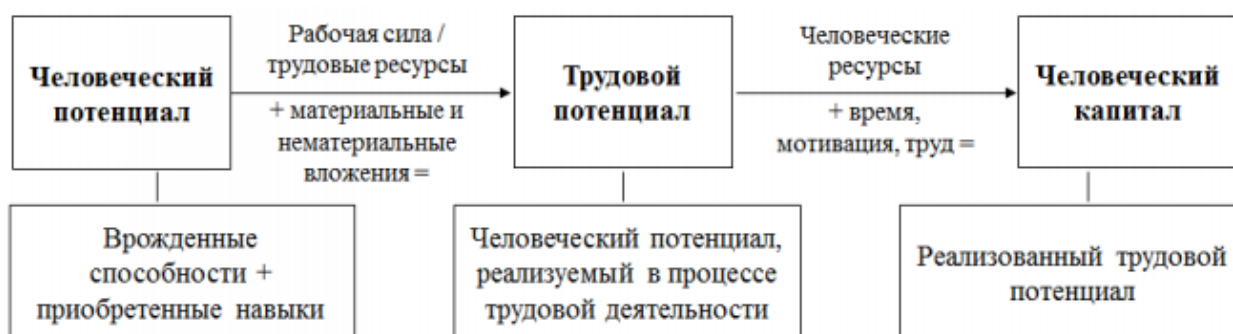 Человеческий
потенциал
Рабочая сила /
трудовые ресурсы
+ материальные и
нематериальные
вложения =
Трудовой
потенциал
Человеческие
ресурсы
+ время,
мотивация, труд =
Человеческий
капитал
Врожденные
способности +
приобретенные навыки
Человеческий потенциал,
реализуемый в процессе
трудовой деятельности
Реализованный трудовой
потенциал